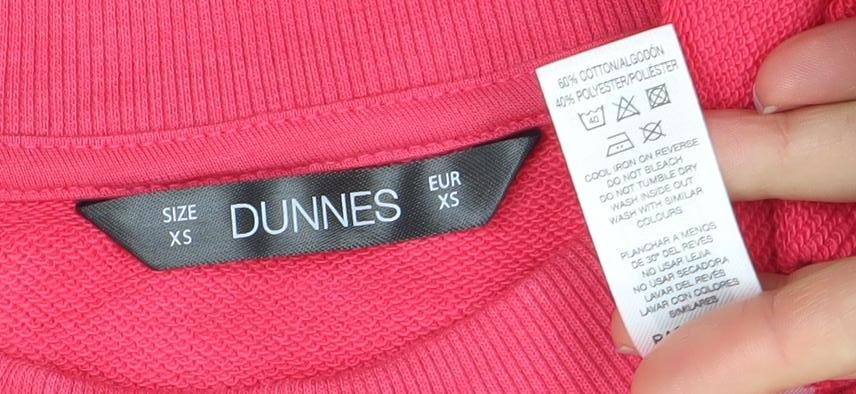 SIZE
XS
DUNNES
EUR
XS
60% COTTON/ALGODÓN
40% POLYESTER/POLIÉSTER
40
COOL IRON ON REVERSE
DO NOT BLEACH
DO NOT TUMBLE DRY
WASH INSIDE OUT
WASH WITH SIMILAR
COLOURS
PLANCHAR A MENOS
DE 30° DEL REVÉS
NO USAR LEJIA
NO USAR SECADORA
LAVAR DEL REVÉS
LAVAR CON COLORES
SIMILARES